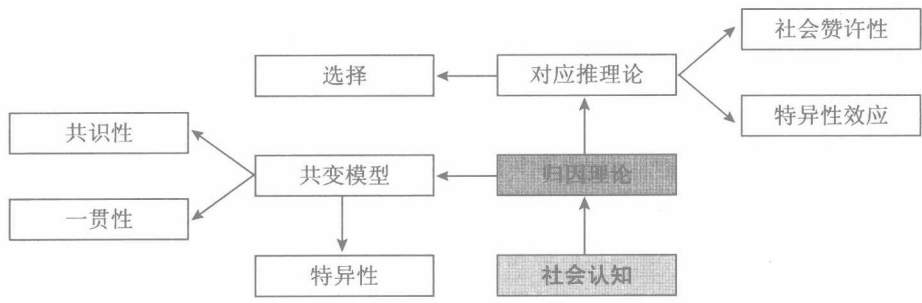 社会赞许性
选择
对应推理论
特异性效应
共识性
共变模型
归因理论
一贯性
特异性
社会认知